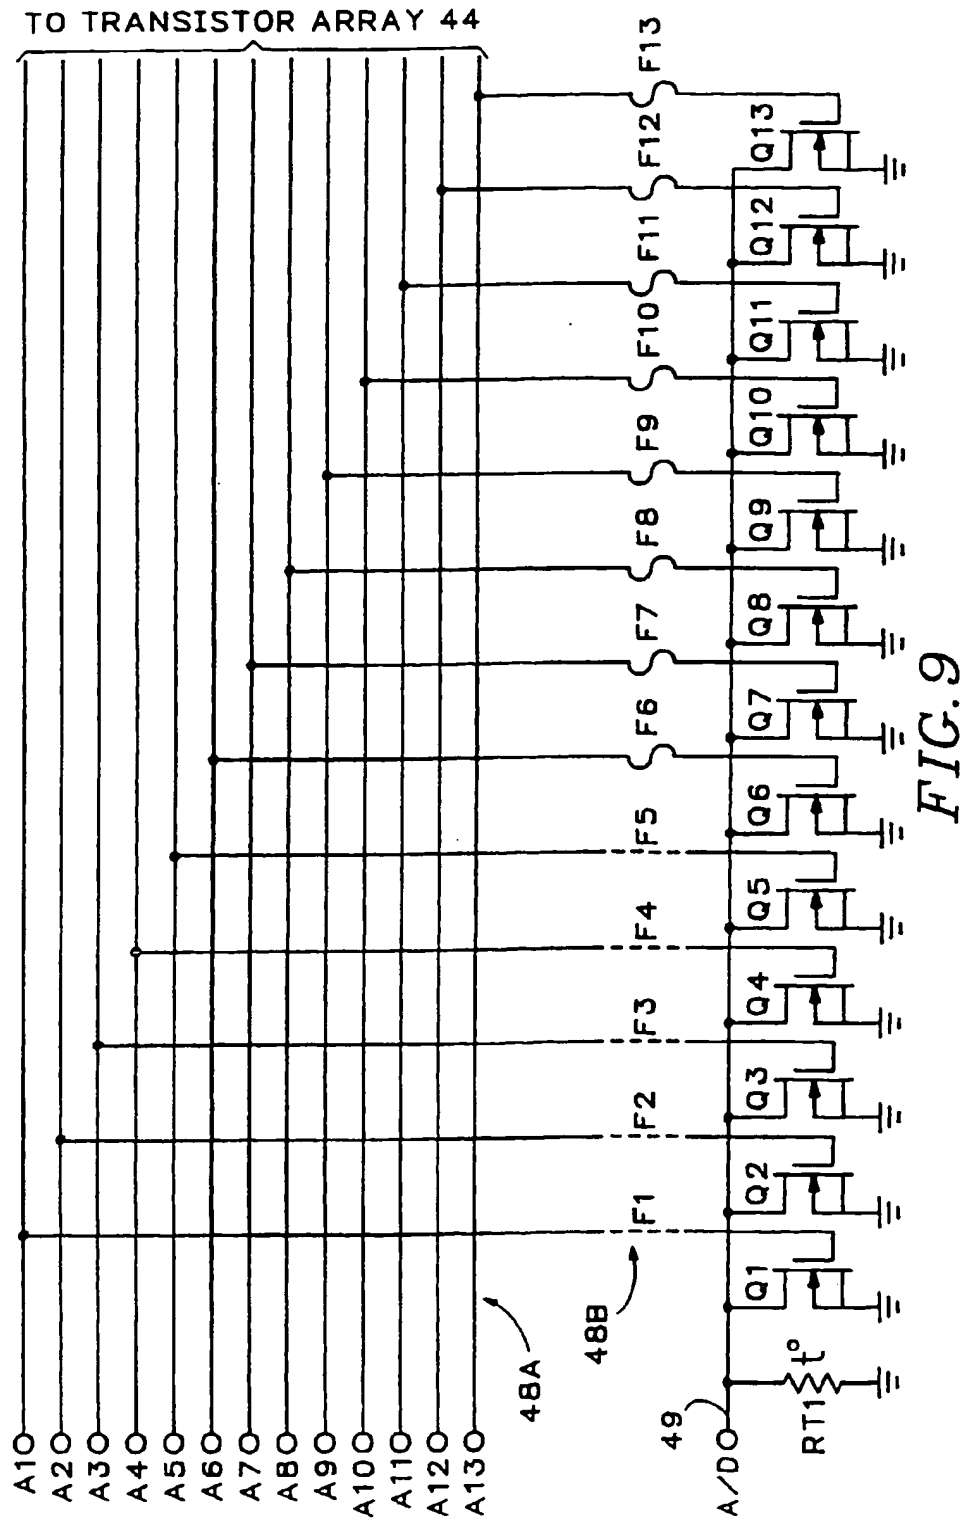 TO TRANSISTOR ARRAY 44
A1
A2
A3
A4
A5
A6
A7
A8
A9
A10
A11
A12
A13
48A
48B
F1
F2
F3
F4
F5
F6
F7
F8
F9
F10
F11
F12
F13
49
A/D
RT1
t°
Q1
Q2
Q3
Q4
Q5
Q6
Q7
Q8
Q9
Q10
Q11
Q12
Q13
FIG. 9